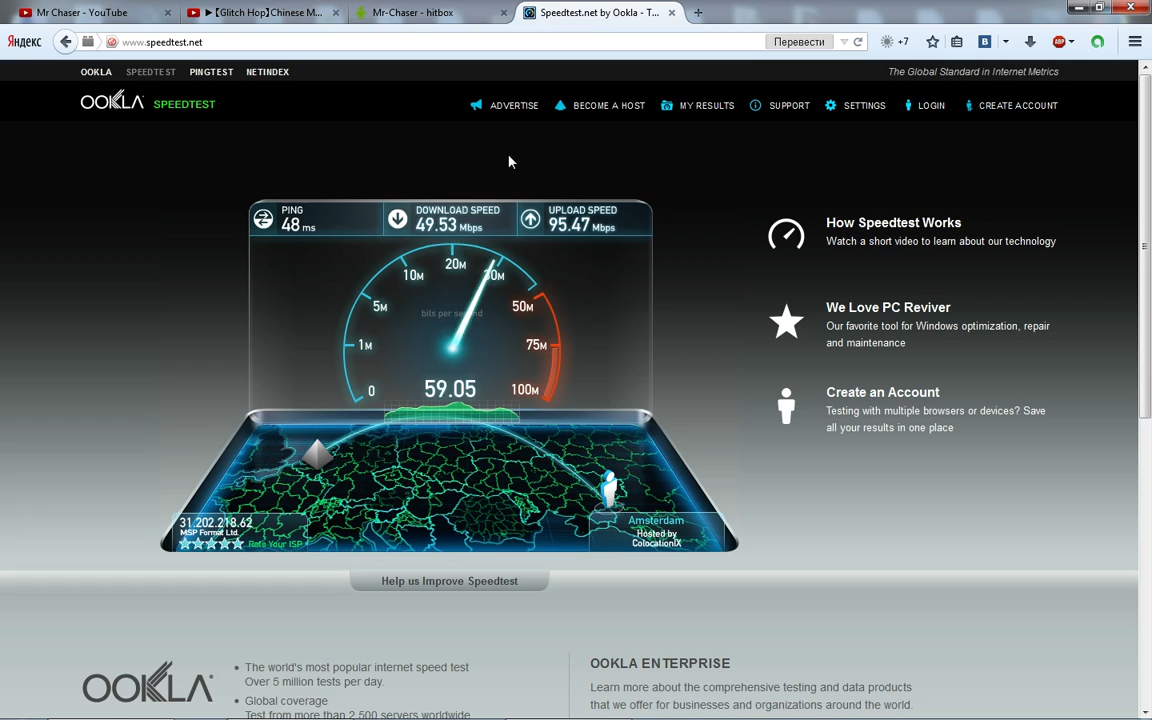 Mr Chaser - YouTube
【Glitch Hop】Chinese M...
Mr-Chaser - hitbox
Speedtest.net by Ookla - T...
Яндекс
www.speedtest.net
Перевести
+7
B
ABP
OOKLA SPEEDTEST PINGTEST NETINDEX
The Global Standard in Internet Metrics
OOKLA SPEEDTEST
ADVERTISE BECOME A HOST MY RESULTS SUPPORT SETTINGS LOGIN CREATE ACCOUNT
PING
48 ms
DOWNLOAD SPEED
49.53 Mbps
UPLOAD SPEED
95.47 Mbps
0
1M
5M
10M
20M
30M
50M
75M
100M
bits per second
59.05
31.202.218.62
MSP Format Ltd.
Rate Your ISP
Amsterdam
Hosted by
ColocationIX
How Speedtest Works
Watch a short video to learn about our technology
We Love PC Reviver
Our favorite tool for Windows optimization, repair
and maintenance
Create an Account
Testing with multiple browsers or devices? Save
all your results in one place
Help us Improve Speedtest
OOKLA
The world's most popular internet speed test
Over 5 million tests per day.
Global coverage
Test from more than 2,500 servers worldwide
OOKLA ENTERPRISE
Learn more about the comprehensive testing and data products
that we offer for businesses and organizations around the world.